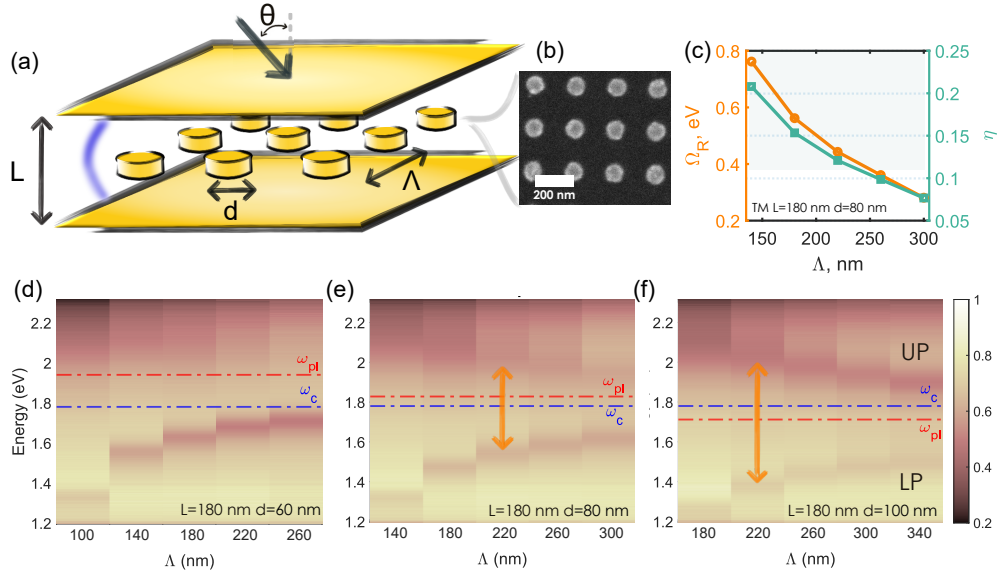 (a)
θ
L
d
Λ
(b)
200 nm
(c)
0.8
0.6
0.4
0.2
Ω_R, eV
0.25
0.2
0.15
0.1
0.05
η
TM L=180 nm d=80 nm
150 200 250 300
Λ, nm
(d)
2.2
2
1.8
1.6
1.4
1.2
Energy (eV)
ω_pl
ω_c
L=180 nm d=60 nm
100 140 180 220 260
Λ (nm)
(e)
2.2
2
1.8
1.6
1.4
1.2
ω_pl
ω_c
L=180 nm d=80 nm
140 180 220 260 300
Λ (nm)
(f)
2.2
2
1.8
1.6
1.4
1.2
UP
ω_c
ω_pl
LP
L=180 nm d=100 nm
180 220 260 300 340
Λ (nm)
1
0.8
0.6
0.4
0.2